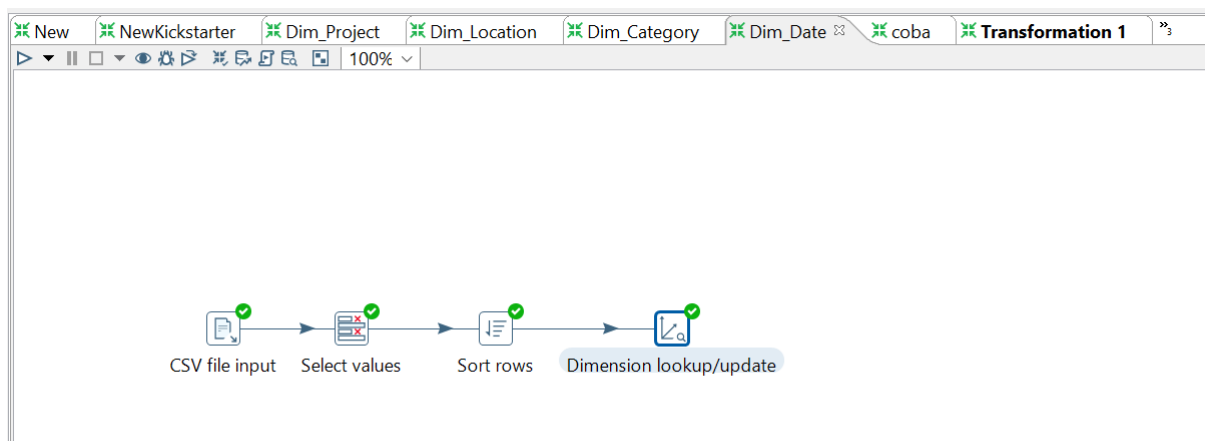 New NewKickstarter Dim_Project Dim_Location Dim_Category Dim_Date coba Transformation 1 »3
100%
CSV file input Select values Sort rows Dimension lookup/update